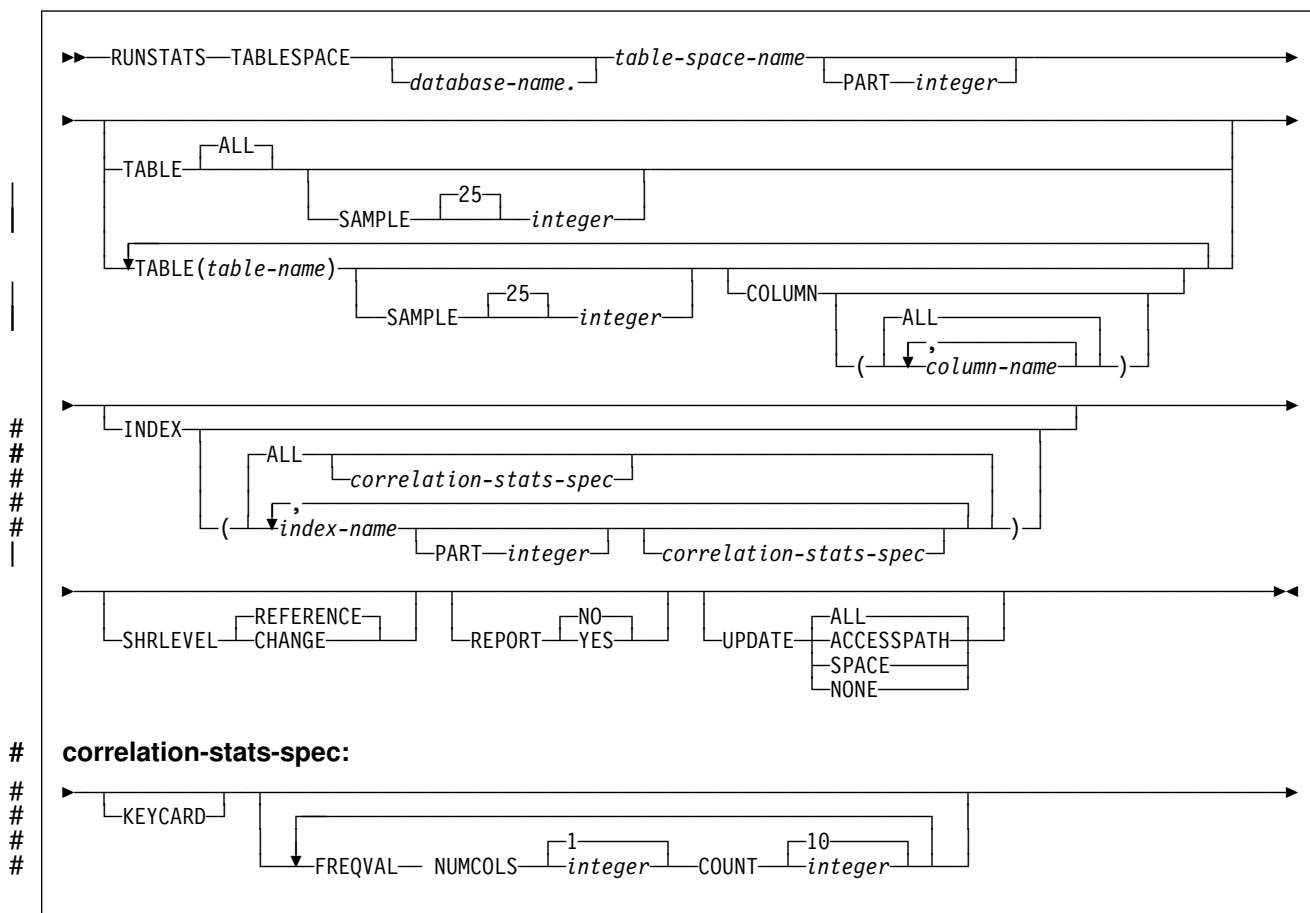 RUNSTATS TABLESPACE table-space-name
database-name. PART integer
ALL
TABLE
25
SAMPLE integer
TABLE(table-name)
25 COLUMN
SAMPLE integer ALL
,
( column-name )
# INDEX
# ALL
# correlation-stats-spec
# ,
# ( index-name )
PART integer correlation-stats-spec
REFERENCE NO ALL
SHRLEVEL CHANGE REPORT YES UPDATE ACCESSPATH
SPACE
NONE
# correlation-stats-spec:
#
# KEYCARD
# 1 10
# FREQVAL NUMCOLS integer COUNT integer